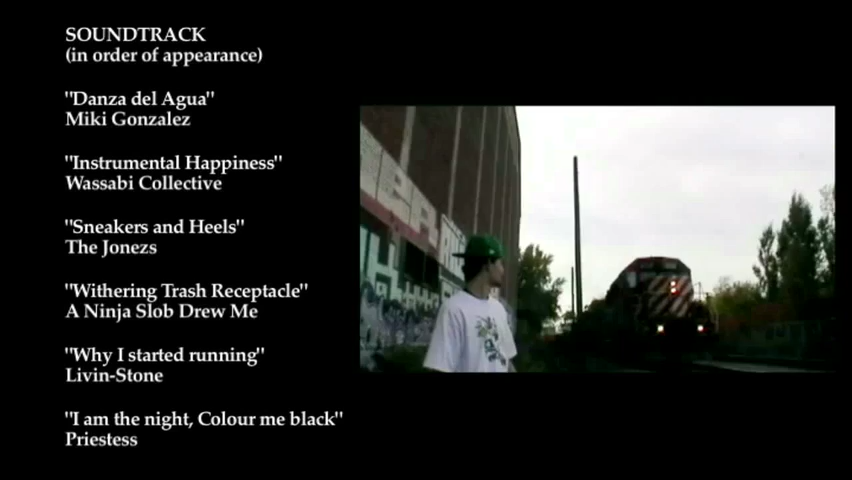 SOUNDTRACK
(in order of appearance)
"Danza del Agua"
Miki Gonzalez
"Instrumental Happiness"
Wassabi Collective
"Sneakers and Heels"
The Jonezs
"Withering Trash Receptacle"
A Ninja Slob Drew Me
"Why I started running"
Livin-Stone
"I am the night, Colour me black"
Priestess